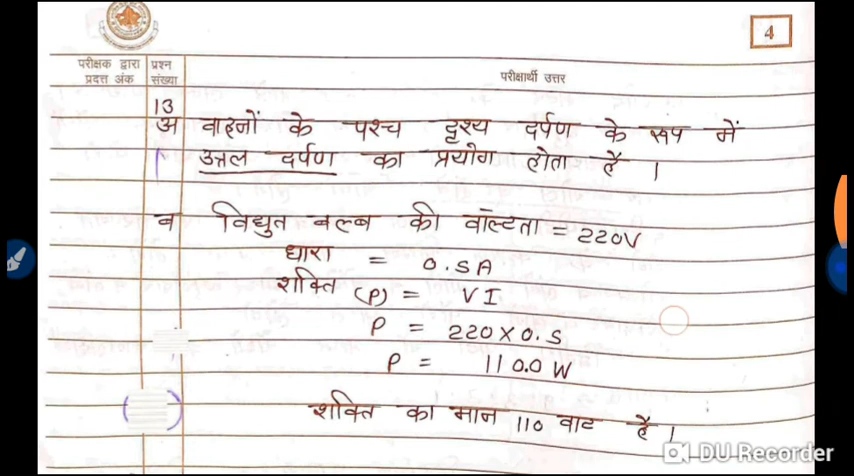 4
परीक्षक द्वारा प्रदत्त अंक
प्रश्न संख्या
परीक्षार्थी उत्तर
13
अ वाहनों के पश्च दृश्य दर्पण के रूप में
उत्तल दर्पण का प्रयोग होता है ।
ब विद्युत बल्ब की वॉल्टता = 220V
धारा = 0.5A
शक्ति (P) = VI
P = 220 X 0.5
P = 110.0 W
शक्ति का मान 110 वाट है ।
DU Recorder